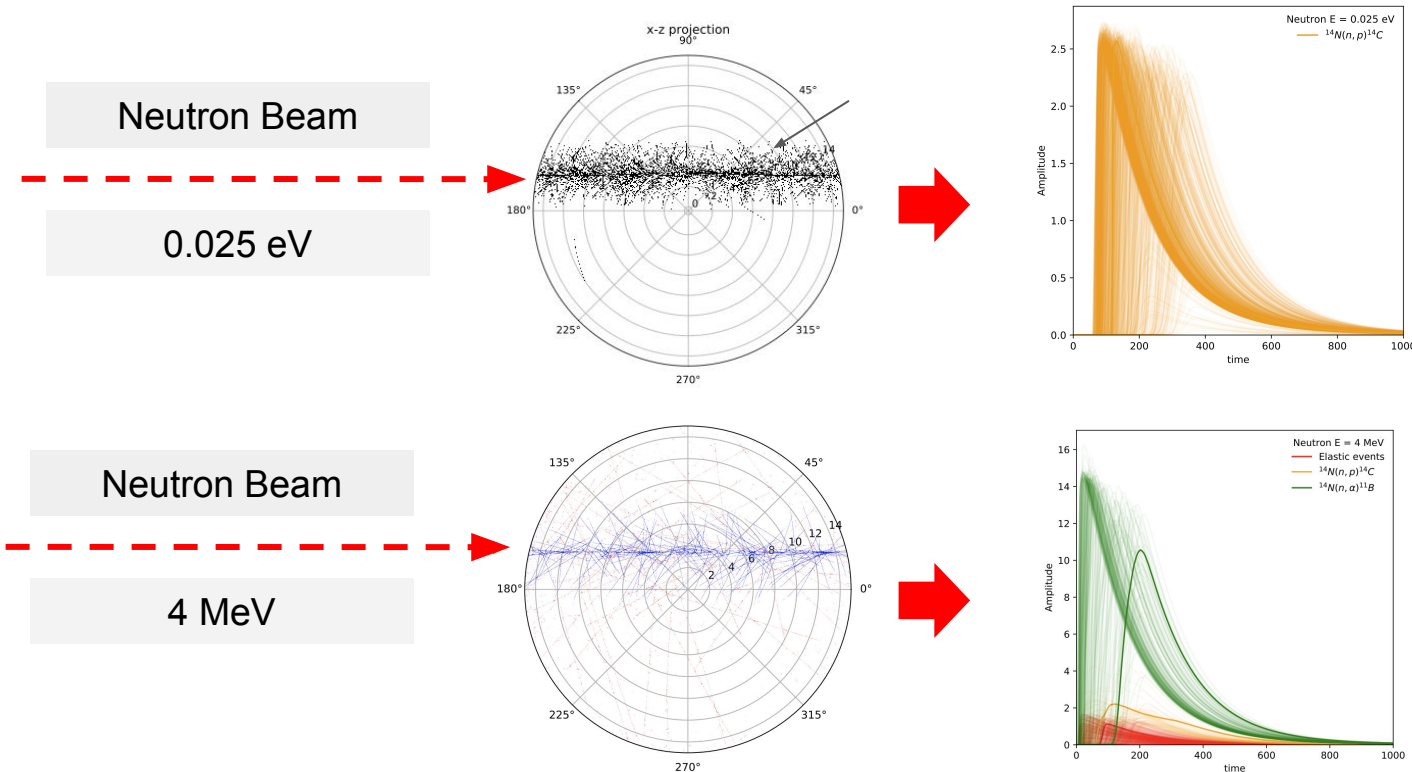 Neutron Beam
0.025 eV
x-z projection
90°
135°
45°
14
2
0
180°
0°
225°
315°
270°
Neutron E = 0.025 eV
¹⁴N(n, p)¹⁴C
Amplitude
2.5
2.0
1.5
1.0
0.5
0.0
0 200 400 600 800 1000
time
Neutron Beam
4 MeV
135°
45°
14
12
10
8
6
4
2
180°
0°
225°
315°
270°
Neutron E = 4 MeV
Elastic events
¹⁴N(n, p)¹⁴C
¹⁴N(n, α)¹¹B
Amplitude
16
14
12
10
8
6
4
2
0
0 200 400 600 800 1000
time